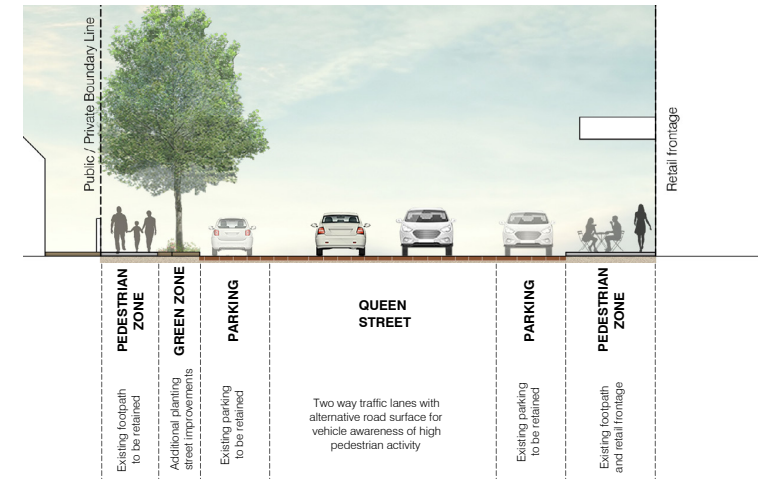 Public / Private Boundary Line
Retail frontage
PEDESTRIAN
ZONE
GREEN ZONE
PARKING
QUEEN
STREET
PARKING
PEDESTRIAN
ZONE
Existing footpath
to be retained
Additional planting
street improvements
Existing parking
to be retained
Two way traffic lanes with
alternative road surface for
vehicle awareness of high
pedestrian activity
Existing parking
to be retained
Existing footpath
and retail frontage